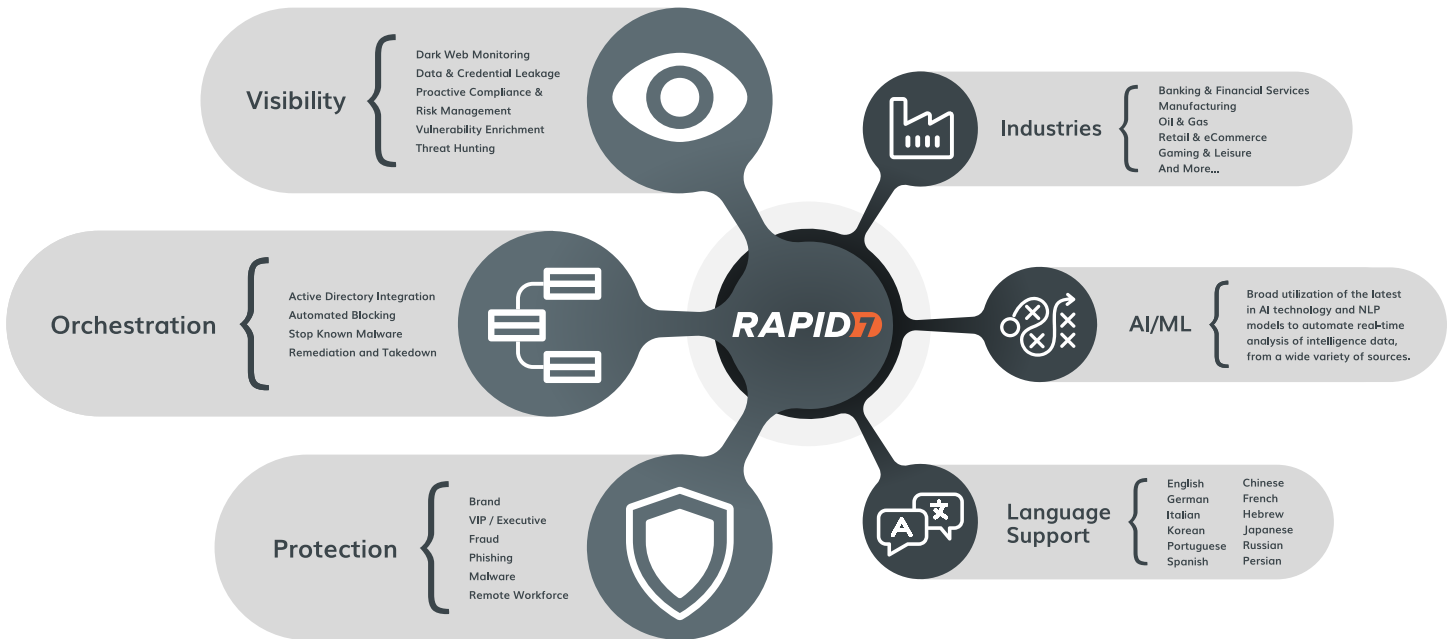 Visibility
Dark Web Monitoring
Data & Credential Leakage
Proactive Compliance &
Risk Management
Vulnerability Enrichment
Threat Hunting
Orchestration
Active Directory Integration
Automated Blocking
Stop Known Malware
Remediation and Takedown
Protection
Brand
VIP / Executive
Fraud
Phishing
Malware
Remote Workforce
RAPID7
Industries
Banking & Financial Services
Manufacturing
Oil & Gas
Retail & eCommerce
Gaming & Leisure
And More...
AI/ML
Broad utilization of the latest
in AI technology and NLP
models to automate real-time
analysis of intelligence data,
from a wide variety of sources.
A 文
Language
Support
English Chinese
German French
Italian Hebrew
Korean Japanese
Portuguese Russian
Spanish Persian